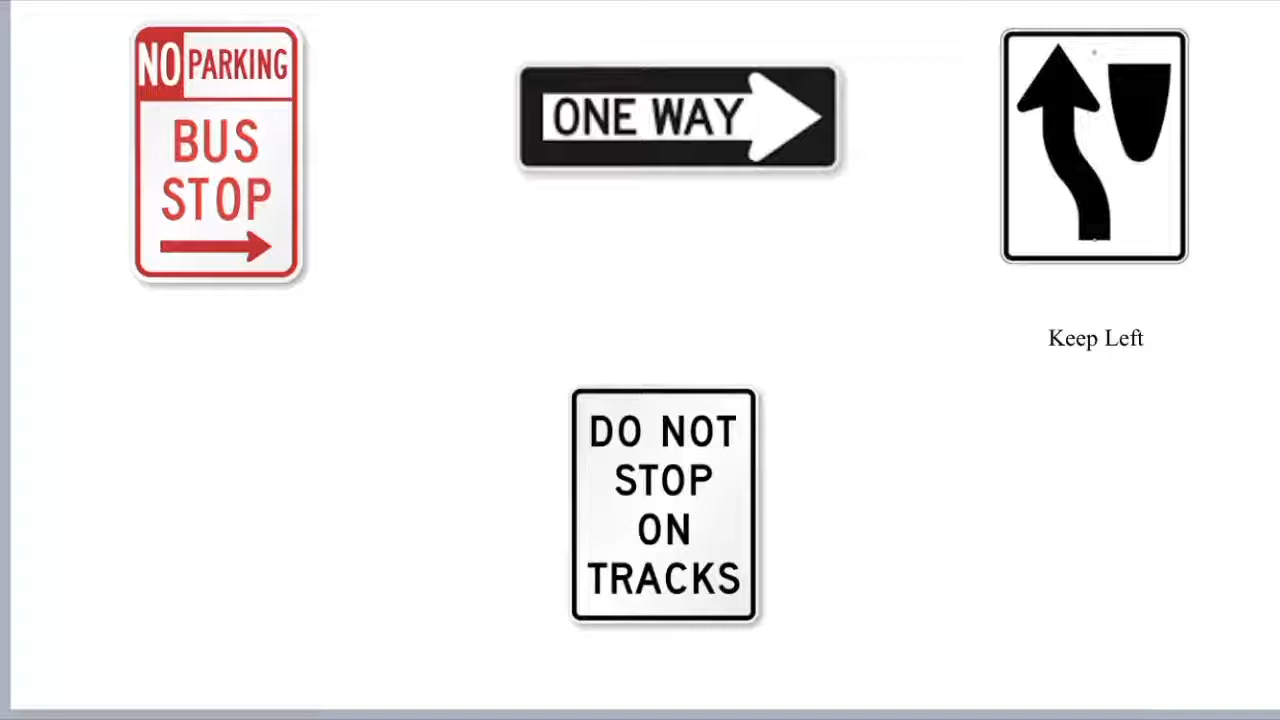 NO PARKING
BUS
STOP
ONE WAY
Keep Left
DO NOT
STOP
ON
TRACKS